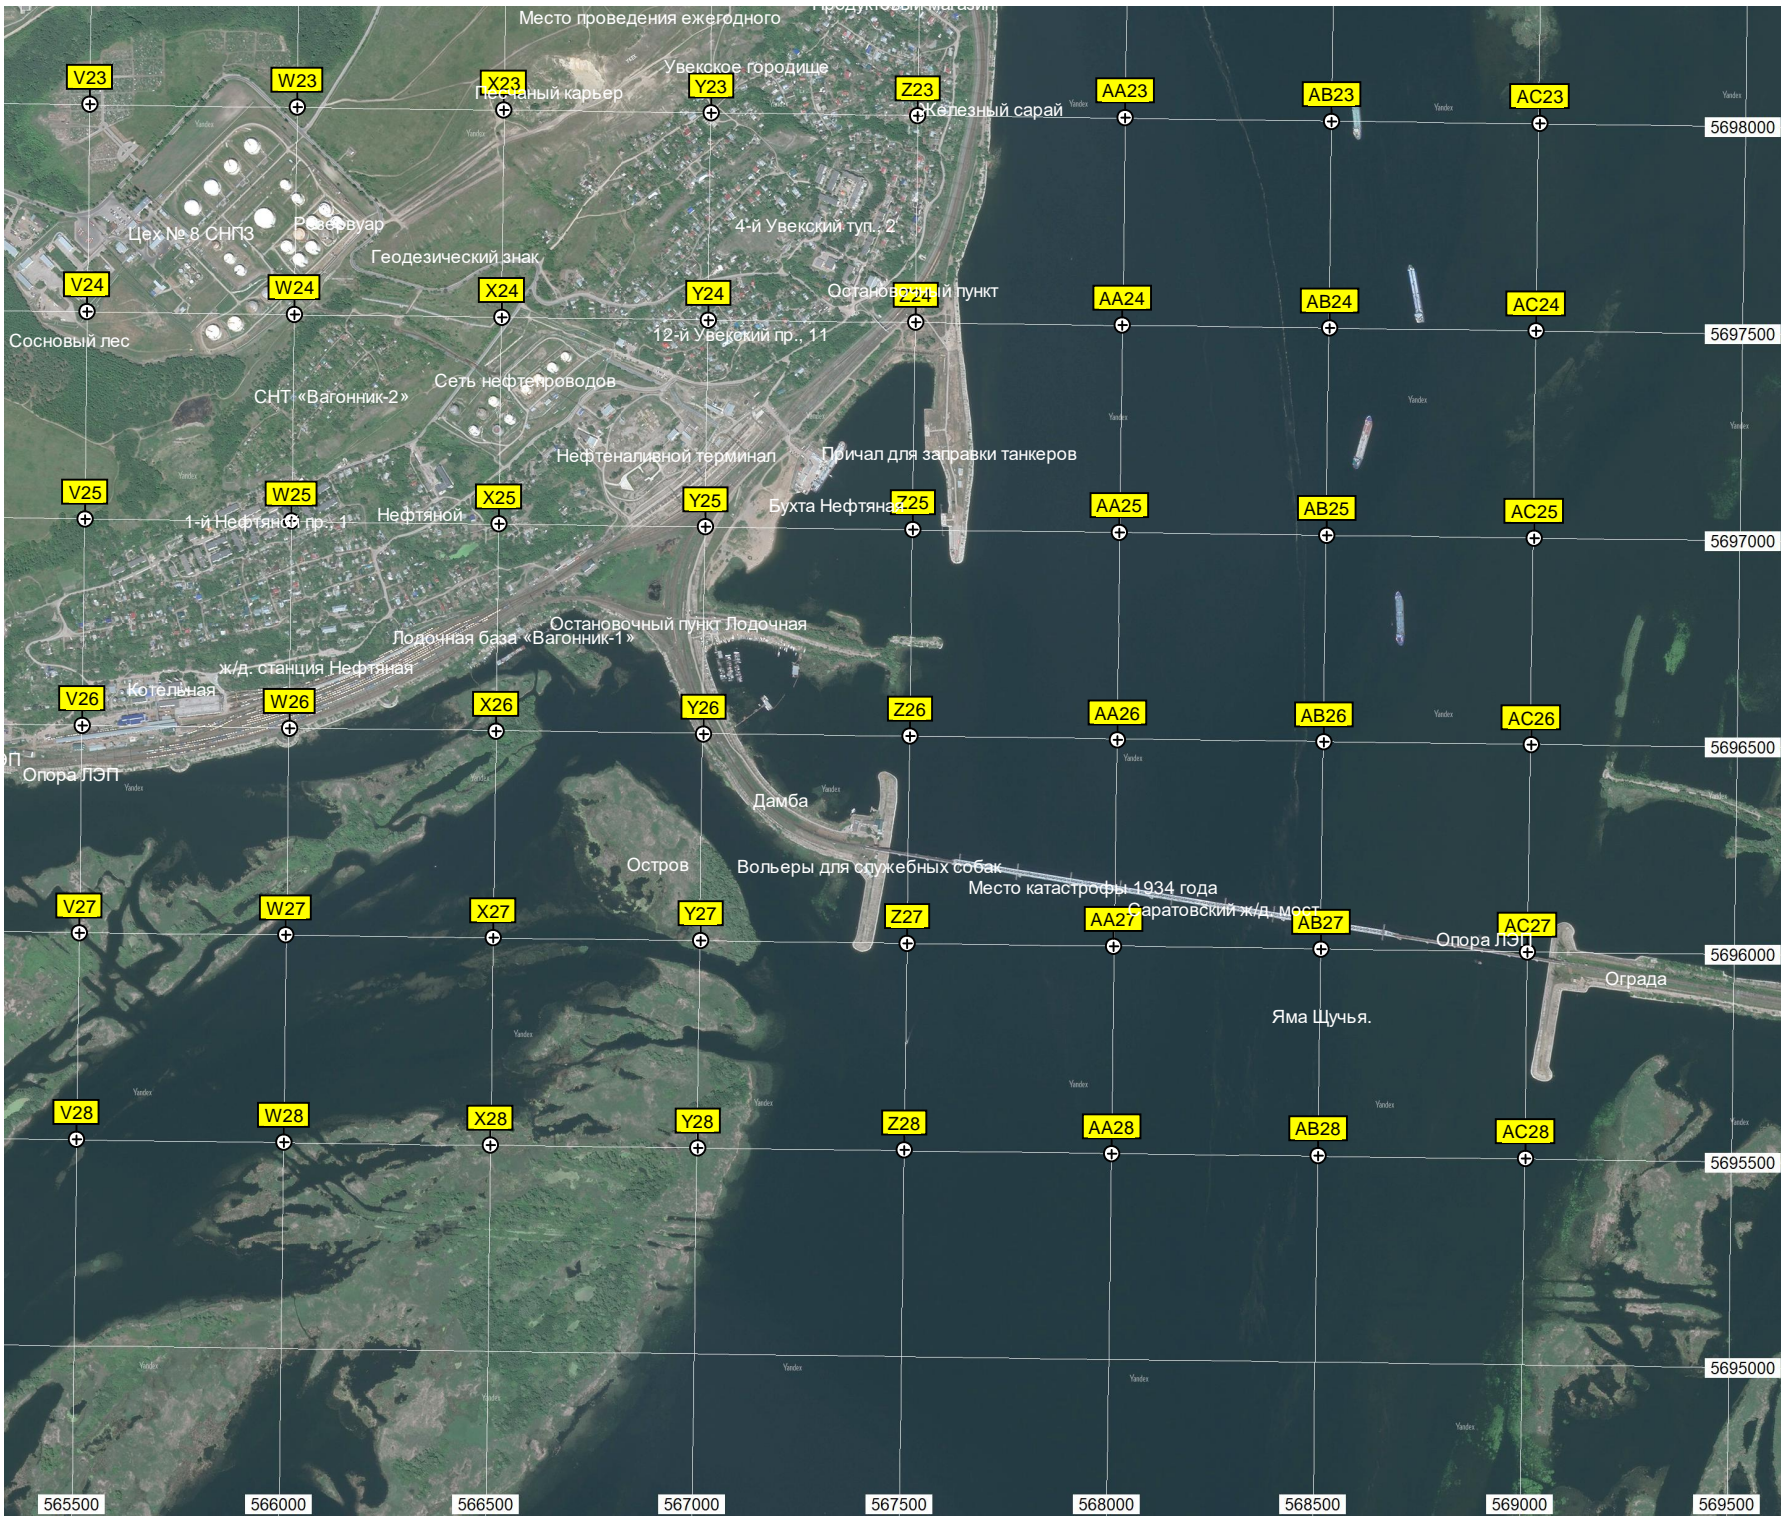 Место проведения ежегодного
Продуктовый магазин
Увекское городище
V23
W23
X23
Y23
Z23
AA23
AB23
AC23
Песчаный карьер
Железный сарай
Yandex
5698000
4-й Увекский туп., 2
Цех № 8 СНПЗ
Резервуар
Геодезический знак
V24
W24
X24
Y24
Z24
AA24
AB24
AC24
Остановочный пункт
5697500
Сосновый лес
12-й Увекский пр., 11
Сеть нефтепроводов
СНТ «Вагонник-2»
Нефтеналивной терминал
Причал для заправки танкеров
V25
W25
X25
Y25
Z25
AA25
AB25
AC25
Бухта Нефтяная
1-й Нефтяной пр., 1
Нефтяной
5697000
Остановочный пункт Лодочная
Лодочная база «Вагонник-1»
ж/д. станция Нефтяная
Котельная
V26
W26
X26
Y26
Z26
AA26
AB26
AC26
5696500
ЭП
Опора ЛЭП
Дамба
Остров
Вольеры для служебных собак
Место катастрофы 1934 года
Саратовский ж/д. мост
V27
W27
X27
Y27
Z27
AA27
AB27
AC27
Опора ЛЭП
5696000
Ограда
Яма Щучья.
V28
W28
X28
Y28
Z28
AA28
AB28
AC28
5695500
5695000
565500
566000
566500
567000
567500
568000
568500
569000
569500